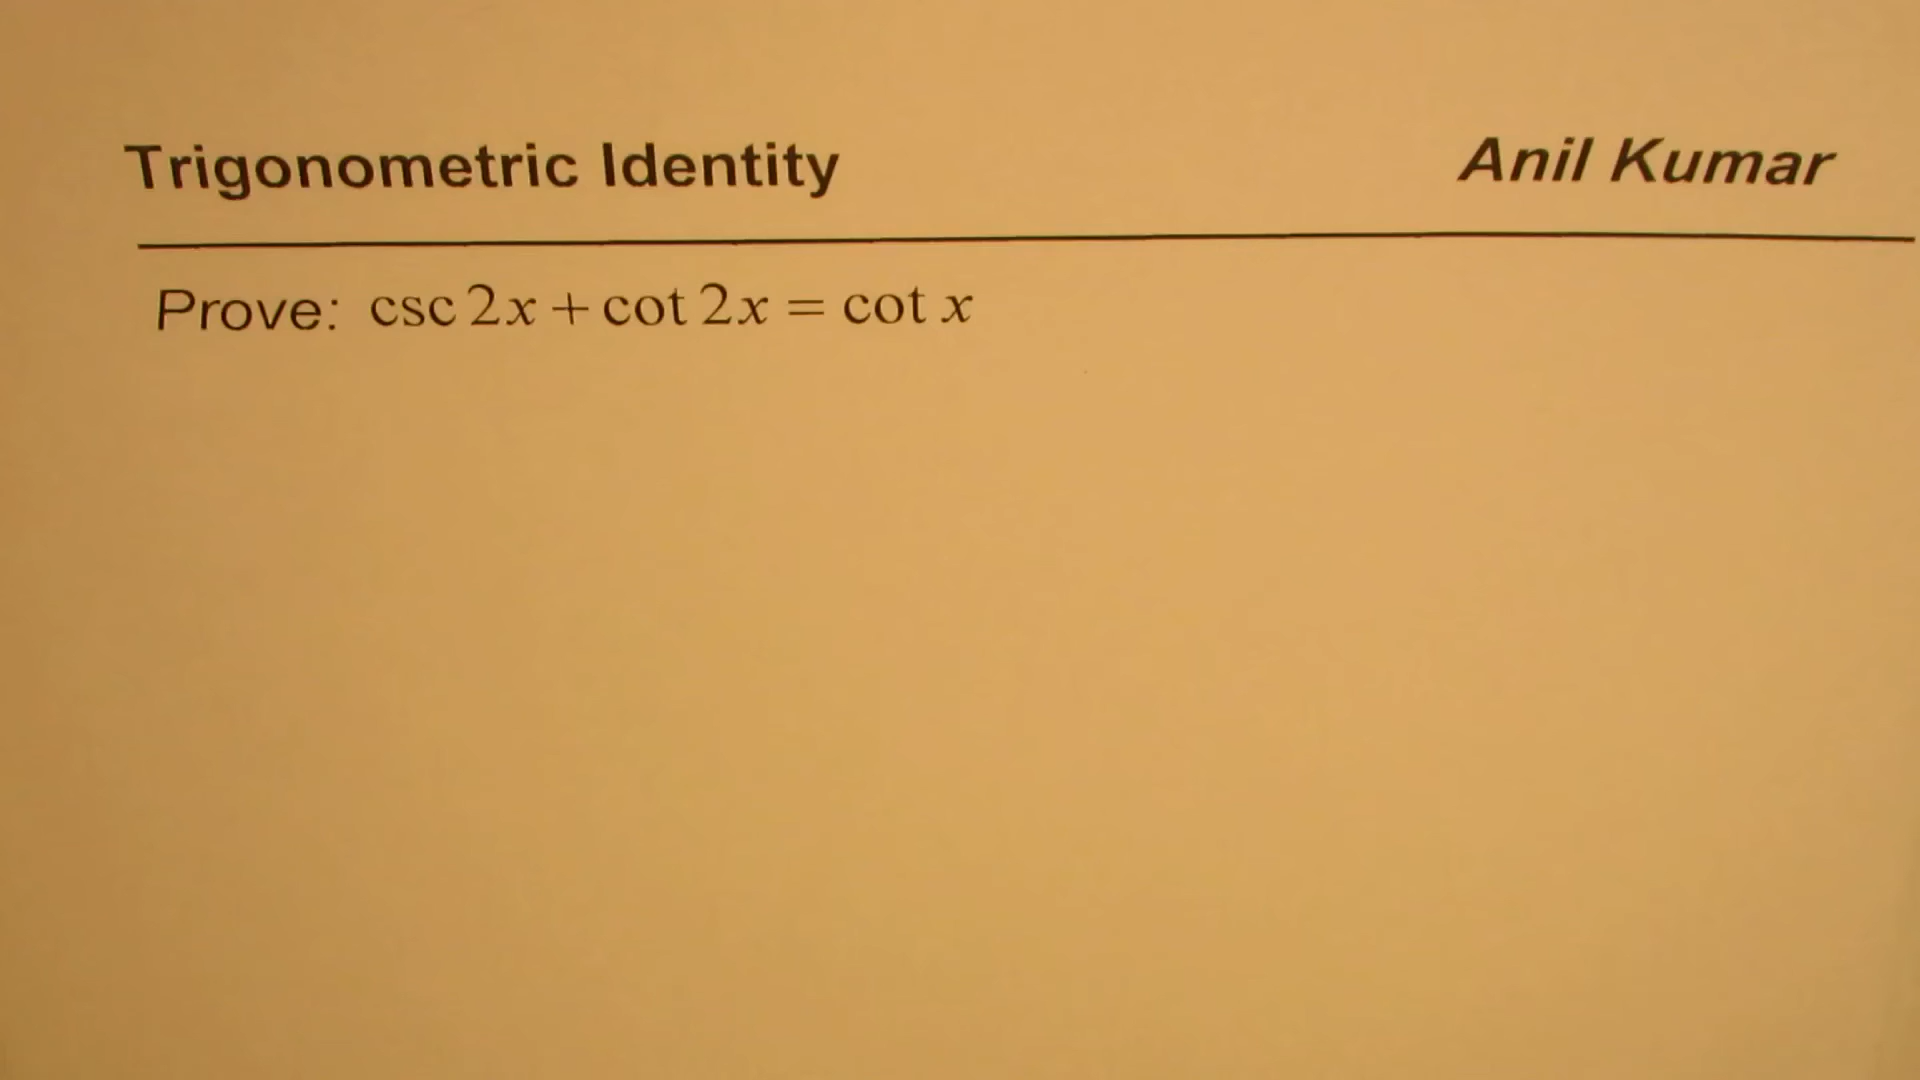 Trigonometric Identity Anil Kumar
Prove: csc 2x + cot 2x = cot x